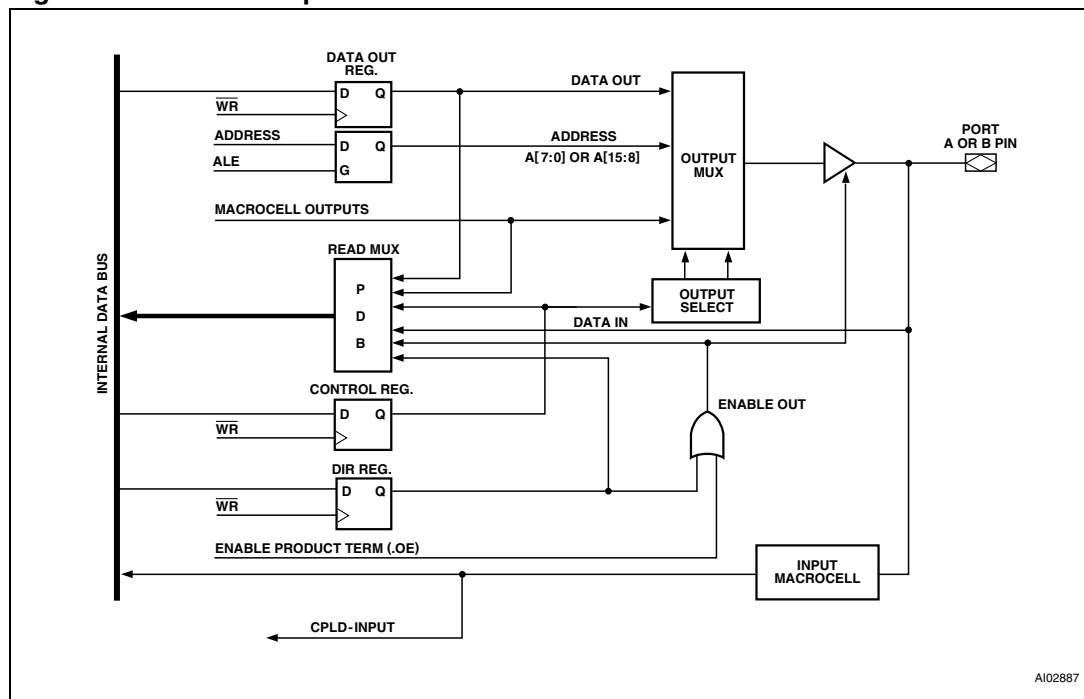 DATA OUT
REG.
D Q
WR
DATA OUT
ADDRESS
D Q
ALE
G
ADDRESS
A[7:0] OR A[15:8]
OUTPUT
MUX
PORT
A OR B PIN
MACROCELL OUTPUTS
READ MUX
P
D
B
OUTPUT
SELECT
DATA IN
INTERNAL DATA BUS
CONTROL REG.
D Q
WR
ENABLE OUT
DIR REG.
D Q
WR
ENABLE PRODUCT TERM (.OE)
INPUT
MACROCELL
CPLD-INPUT
AI02887